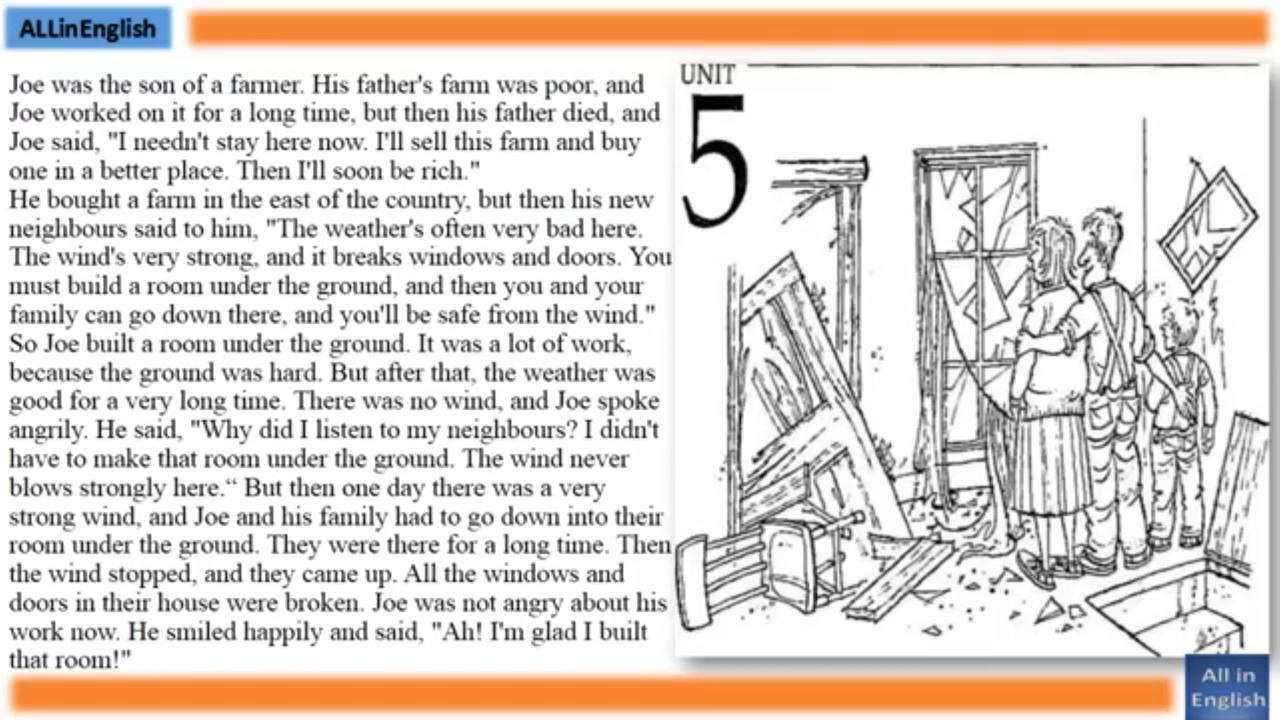 ALLinEnglish
Joe was the son of a farmer. His father's farm was poor, and
Joe worked on it for a long time, but then his father died, and
Joe said, "I needn't stay here now. I'll sell this farm and buy
one in a better place. Then I'll soon be rich."
He bought a farm in the east of the country, but then his new
neighbours said to him, "The weather's often very bad here.
The wind's very strong, and it breaks windows and doors. You
must build a room under the ground, and then you and your
family can go down there, and you'll be safe from the wind."
So Joe built a room under the ground. It was a lot of work,
because the ground was hard. But after that, the weather was
good for a very long time. There was no wind, and Joe spoke
angrily. He said, "Why did I listen to my neighbours? I didn't
have to make that room under the ground. The wind never
blows strongly here.“ But then one day there was a very
strong wind, and Joe and his family had to go down into their
room under the ground. They were there for a long time. Then
the wind stopped, and they came up. All the windows and
doors in their house were broken. Joe was not angry about his
work now. He smiled happily and said, "Ah! I'm glad I built
that room!"
UNIT
5
All in
English